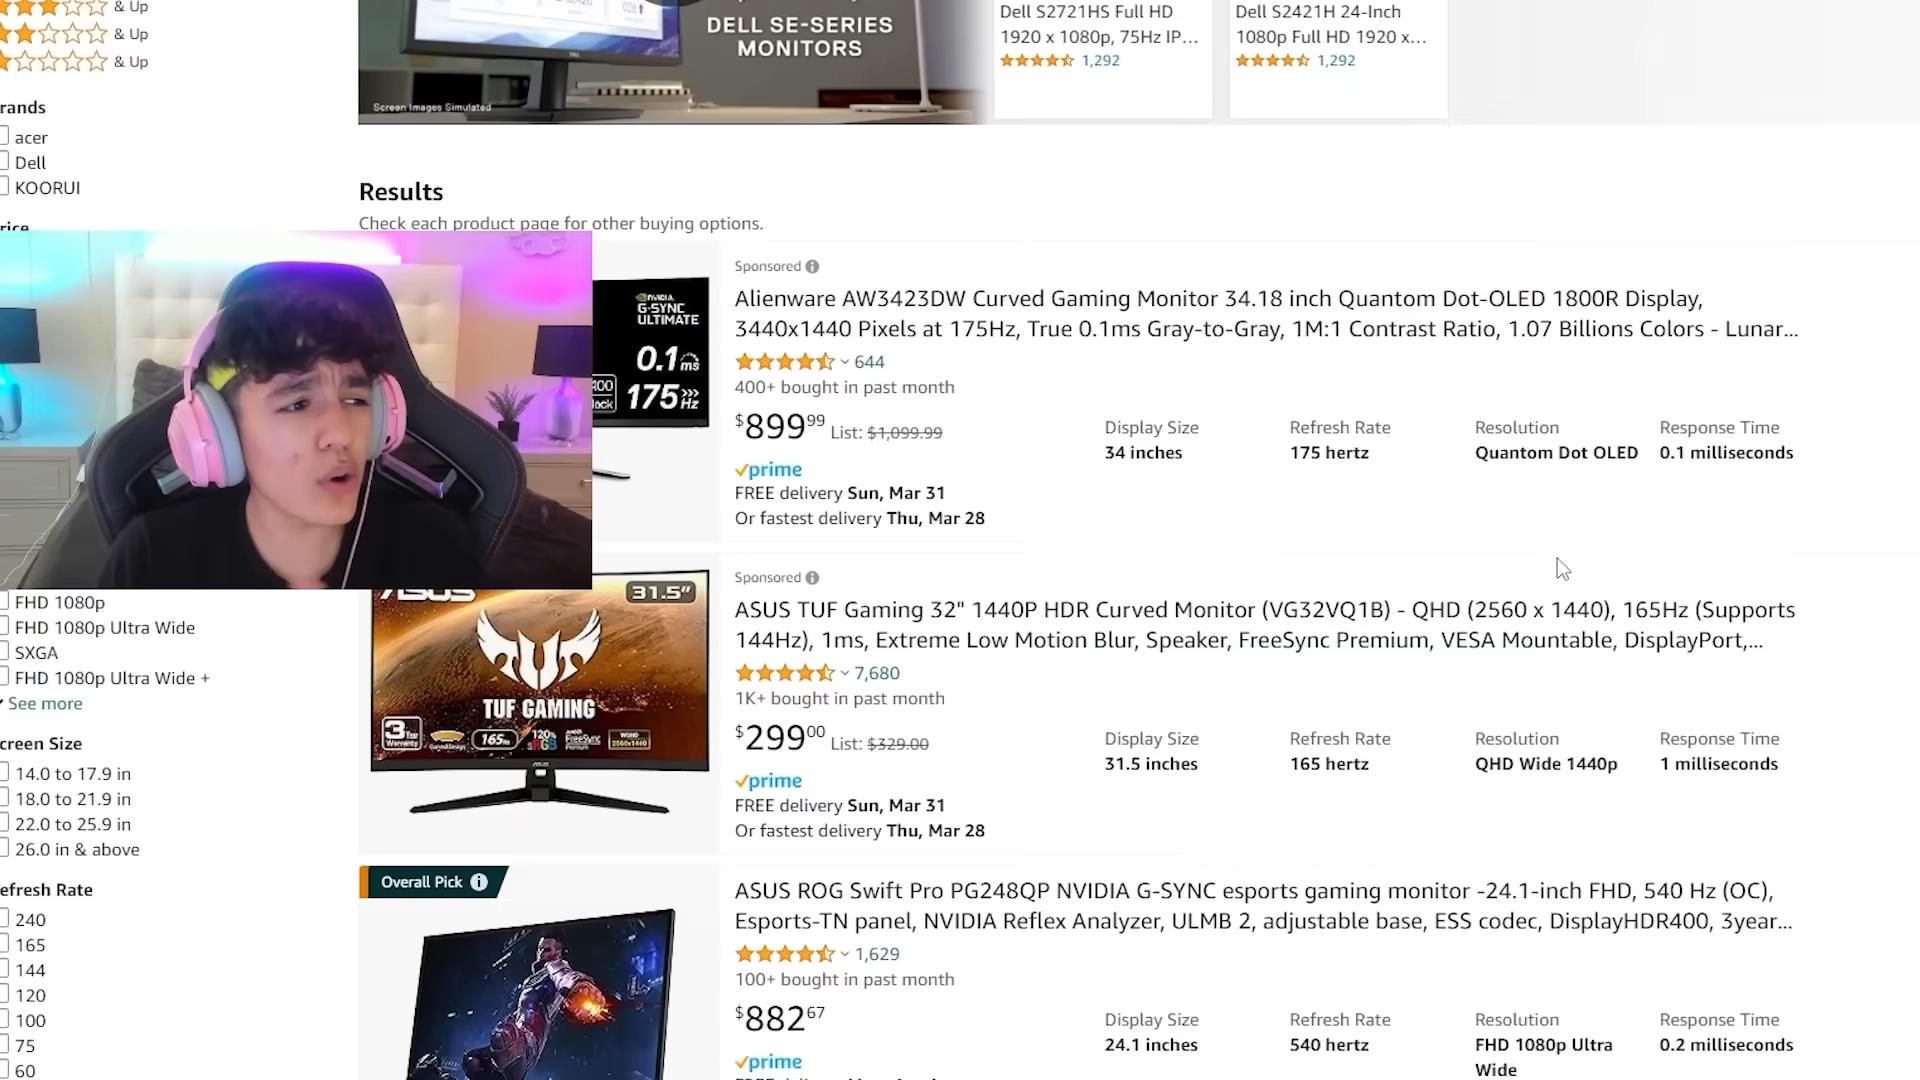 & Up
& Up
& Up
rands
acer
Dell
KOORUI
rice
FHD 1080p
FHD 1080p Ultra Wide
SXGA
FHD 1080p Ultra Wide +
See more
creen Size
14.0 to 17.9 in
18.0 to 21.9 in
22.0 to 25.9 in
26.0 in & above
efresh Rate
240
165
144
120
100
75
60
DELL SE-SERIES
MONITORS
Screen Images Simulated
Dell S2721HS Full HD
1920 x 1080p, 75Hz IP...
1,292
Dell S2421H 24-Inch
1080p Full HD 1920 x...
1,292
Results
Check each product page for other buying options.
NVIDIA
G-SYNC
ULTIMATE
0.1ms
175Hz
Sponsored
Alienware AW3423DW Curved Gaming Monitor 34.18 inch Quantom Dot-OLED 1800R Display,
3440x1440 Pixels at 175Hz, True 0.1ms Gray-to-Gray, 1M:1 Contrast Ratio, 1.07 Billions Colors - Lunar...
644
400+ bought in past month
$899.99 List: $1,099.99
prime
FREE delivery Sun, Mar 31
Or fastest delivery Thu, Mar 28
Display Size
34 inches
Refresh Rate
175 hertz
Resolution
Quantom Dot OLED
Response Time
0.1 milliseconds
ASUS
31.5"
TUF GAMING
3 Year
Warranty
165Hz
120%
sRGB
FreeSync
Sponsored
ASUS TUF Gaming 32" 1440P HDR Curved Monitor (VG32VQ1B) - QHD (2560 x 1440), 165Hz (Supports
144Hz), 1ms, Extreme Low Motion Blur, Speaker, FreeSync Premium, VESA Mountable, DisplayPort,...
7,680
1K+ bought in past month
$299.00 List: $329.00
prime
FREE delivery Sun, Mar 31
Or fastest delivery Thu, Mar 28
Display Size
31.5 inches
Refresh Rate
165 hertz
Resolution
QHD Wide 1440p
Response Time
1 milliseconds
Overall Pick
ASUS ROG Swift Pro PG248QP NVIDIA G-SYNC esports gaming monitor -24.1-inch FHD, 540 Hz (OC),
Esports-TN panel, NVIDIA Reflex Analyzer, ULMB 2, adjustable base, ESS codec, DisplayHDR400, 3year...
1,629
100+ bought in past month
$882.67
prime
Display Size
24.1 inches
Refresh Rate
540 hertz
Resolution
FHD 1080p Ultra
Wide
Response Time
0.2 milliseconds